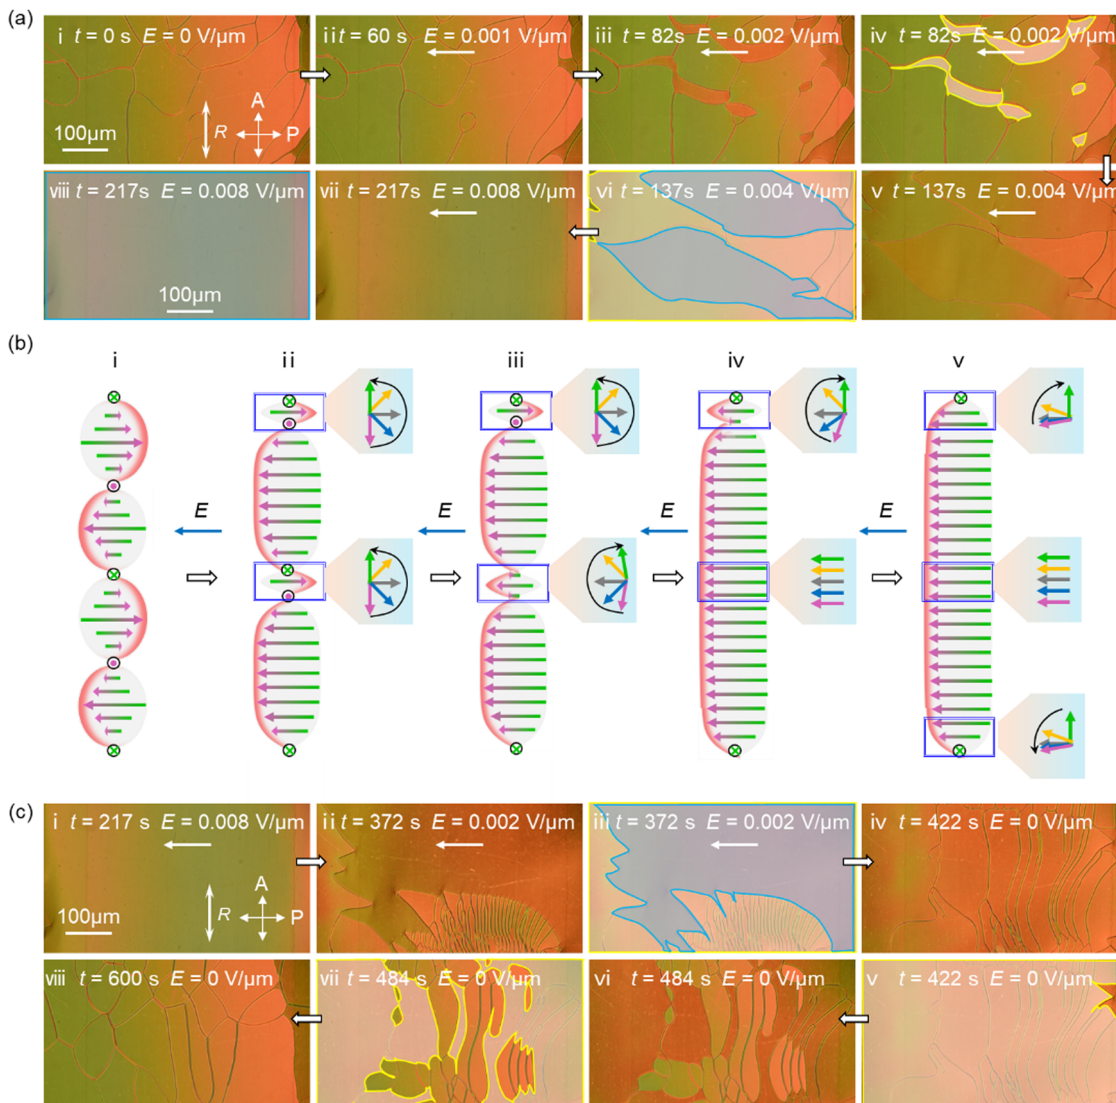 (a)
i t = 0 s E = 0 V/μm
ii t = 60 s E = 0.001 V/μm
iii t = 82s E = 0.002 V/μm
iv t = 82s E = 0.002 V/μm
A
R
P
100μm
viii t = 217s E = 0.008 V/μm
vii t = 217s E = 0.008 V/μm
vi t = 137s E = 0.004 V/μm
v t = 137s E = 0.004 V/μm
100μm
(b)
i
ii
iii
iv
v
E
E
E
E
(c)
i t = 217 s E = 0.008 V/μm
ii t = 372 s E = 0.002 V/μm
iii t = 372 s E = 0.002 V/μm
iv t = 422 s E = 0 V/μm
A
R
P
100μm
viii t = 600 s E = 0 V/μm
vii t = 484 s E = 0 V/μm
vi t = 484 s E = 0 V/μm
v t = 422 s E = 0 V/μm